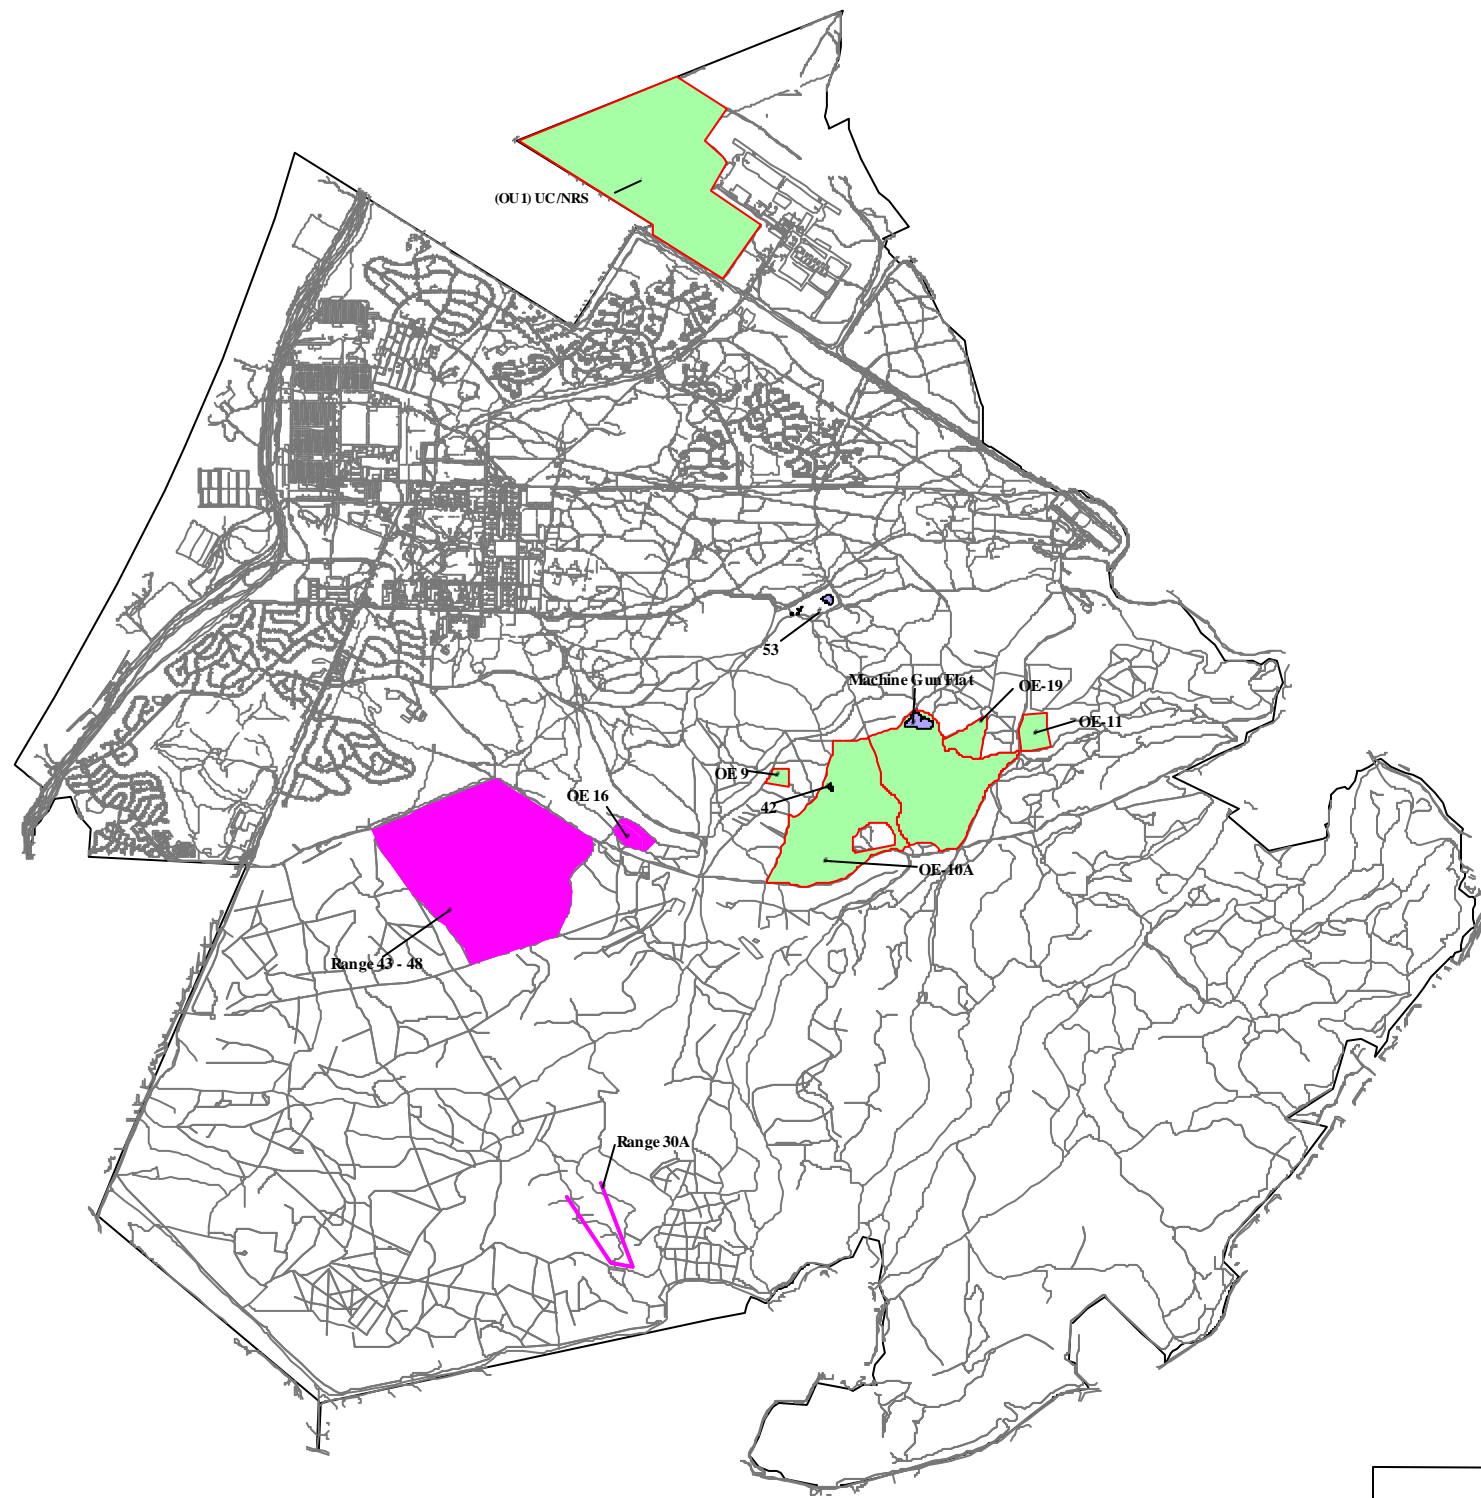 (OU1) UC/NRS
53
Machine Gun Flat
OE-19
OE-11
OE 9
OE 16
42
OE-10A
Range 43 - 48
Range 30A